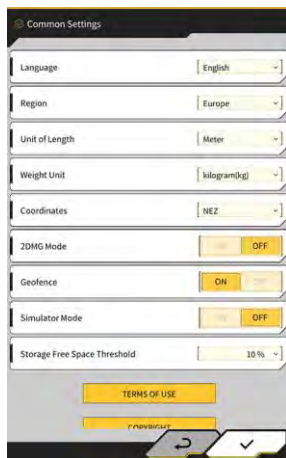 Common Settings
Language English
Region Europe
Unit of Length Meter
Weight Unit kilogram(kg)
Coordinates NEZ
2DMG Mode OFF
Geofence ON
Simulator Mode OFF
Storage Free Space Threshold 10 %
TERMS OF USE
COPYRIGHT